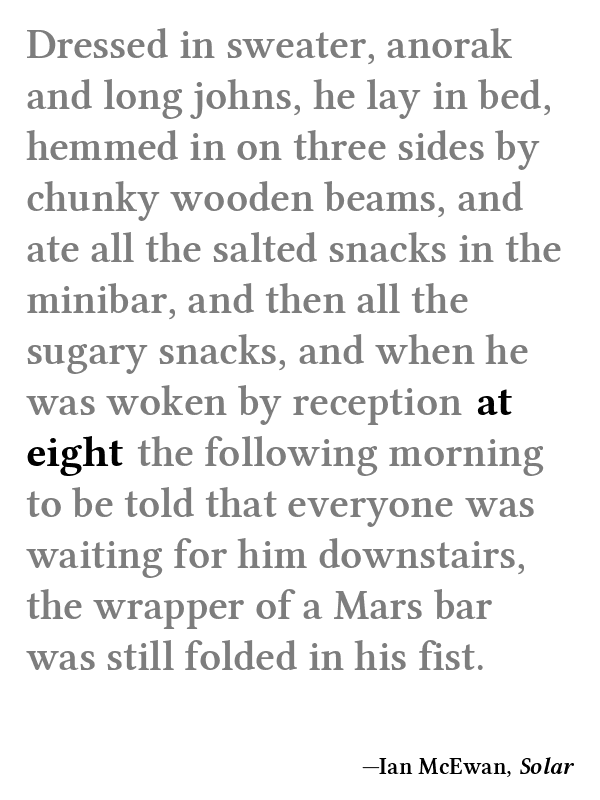 Dressed in sweater, anorak
and long johns, he lay in bed,
hemmed in on three sides by
chunky wooden beams, and
ate all the salted snacks in the
minibar, and then all the
sugary snacks, and when he
was woken by reception at
eight the following morning
to be told that everyone was
waiting for him downstairs,
the wrapper of a Mars bar
was still folded in his fist.
—Ian McEwan, Solar